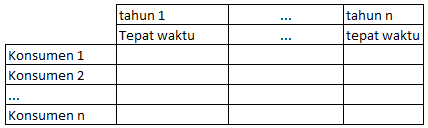 tahun 1 ... tahun n
Tepat waktu ... tepat waktu
Konsumen 1
Konsumen 2
...
Konsumen n